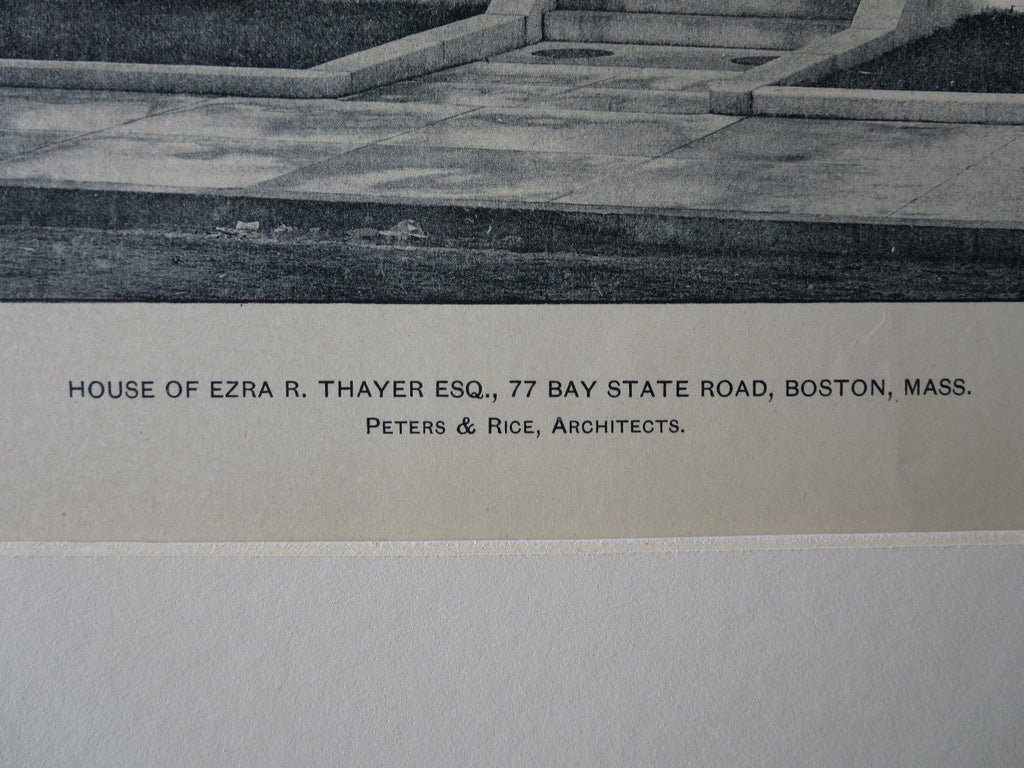 HOUSE OF EZRA R. THAYER ESQ., 77 BAY STATE ROAD, BOSTON, MASS.
PETERS & RICE, ARCHITECTS.